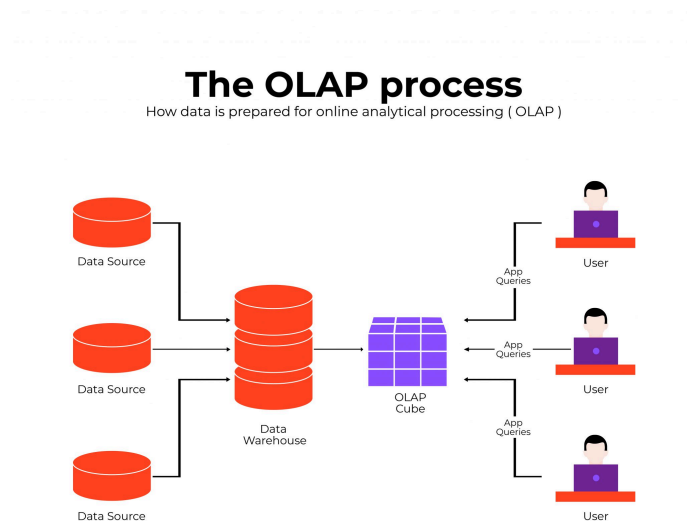 The OLAP process
How data is prepared for online analytical processing ( OLAP )
Data Source
Data Source
Data Source
Data
Warehouse
OLAP
Cube
App
Queries
App
Queries
App
Queries
User
User
User